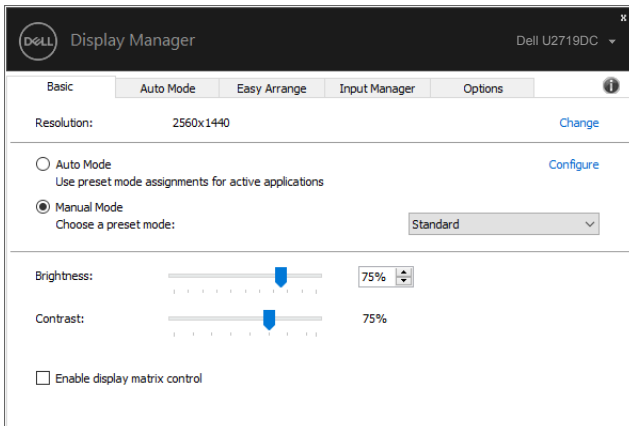 x
DELL Display Manager Dell U2719DC
Basic Auto Mode Easy Arrange Input Manager Options i
Resolution: 2560x1440 Change
Auto Mode Configure
Use preset mode assignments for active applications
Manual Mode
Choose a preset mode: Standard
Brightness: 75%
Contrast: 75%
Enable display matrix control